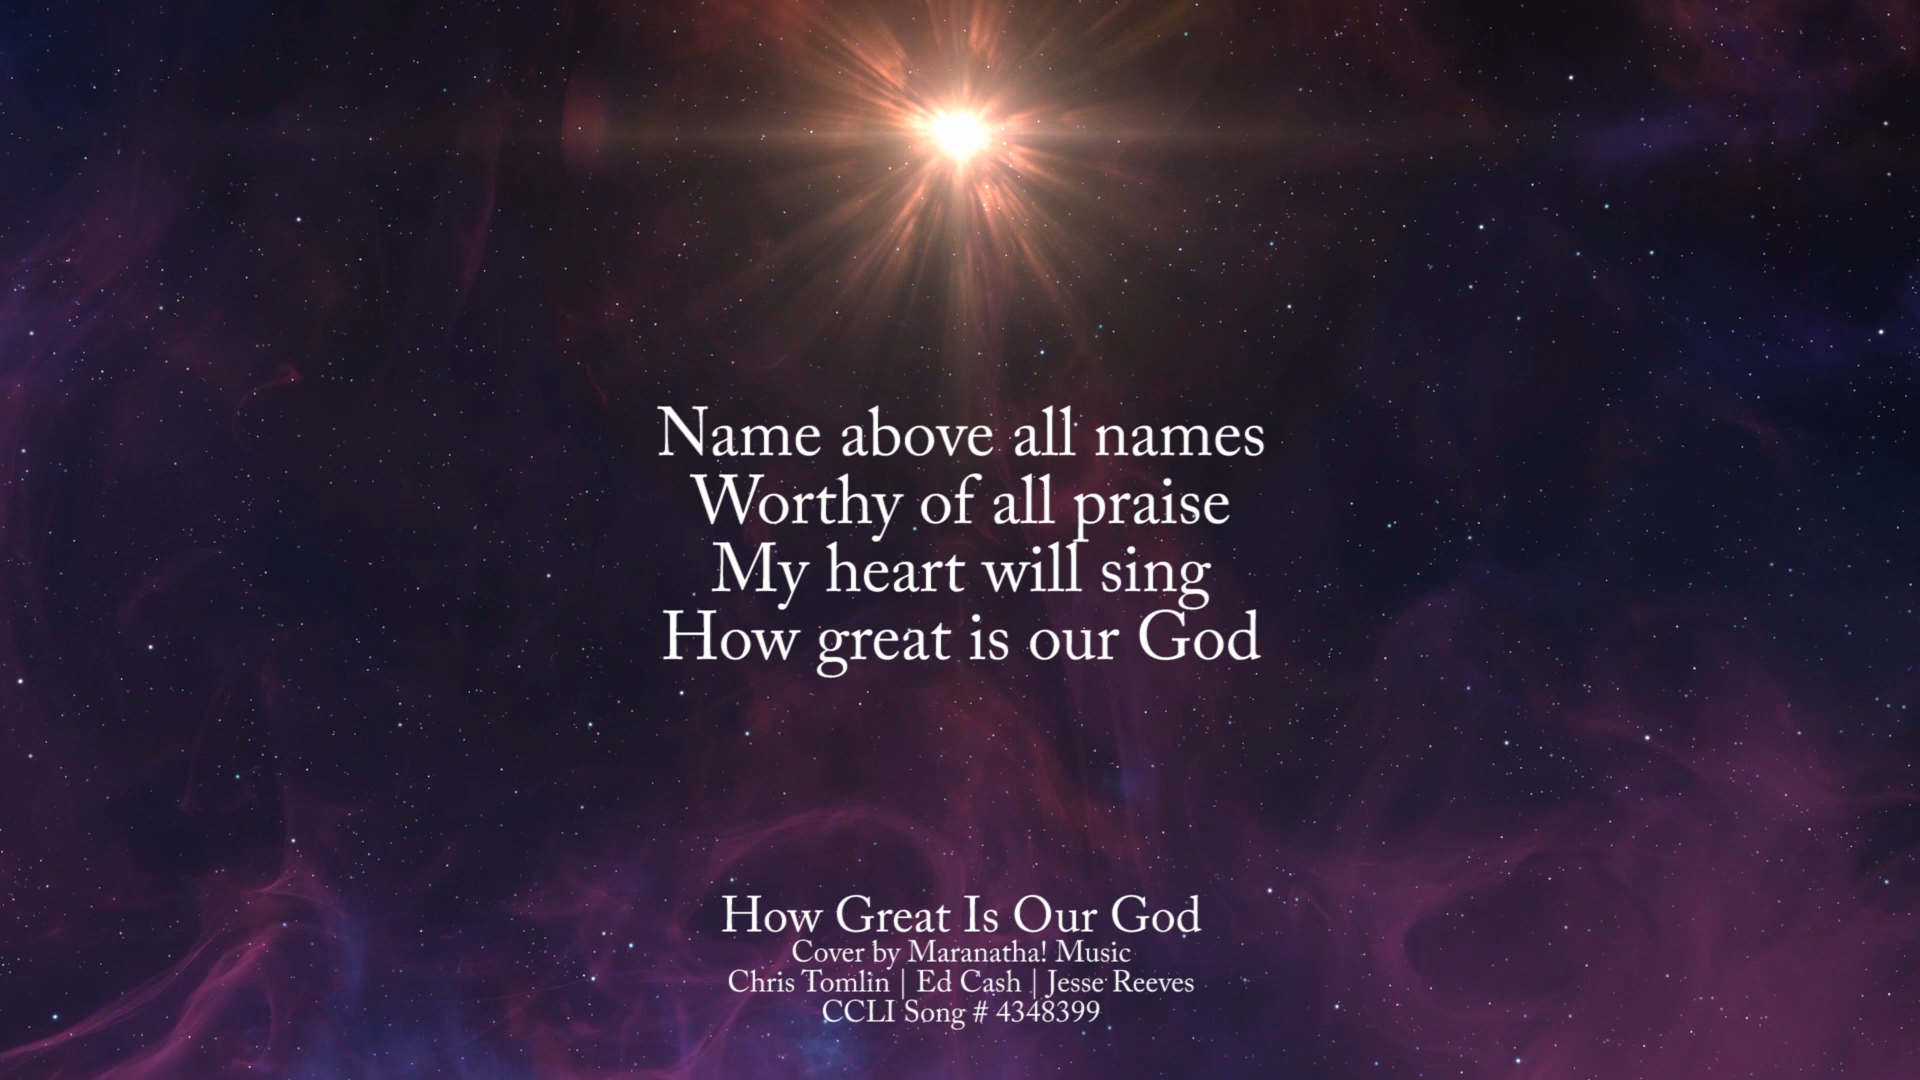 Name above all names
Worthy of all praise
My heart will sing
How great is our God
How Great Is Our God
Cover by Maranatha! Music
Chris Tomlin | Ed Cash | Jesse Reeves
CCLI Song # 4348399